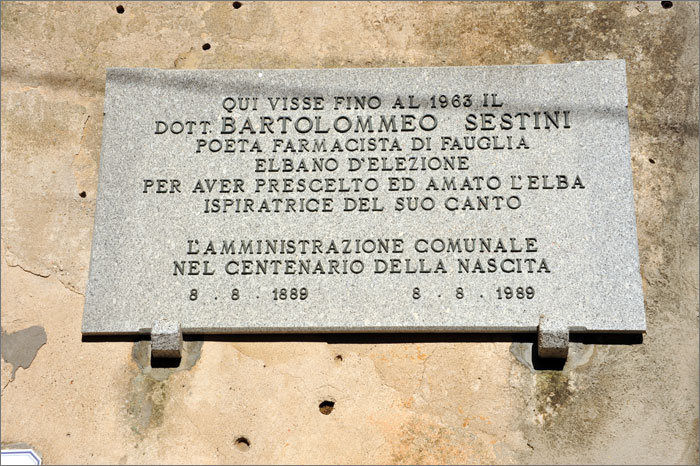 QUI VISSE FINO AL 1963 IL
DOTT. BARTOLOMMEO SESTINI
POETA FARMACISTA DI FAUGLIA
ELBANO D'ELEZIONE
PER AVER PRESCELTO ED AMATO L'ELBA
ISPIRATRICE DEL SUO CANTO
L'AMMINISTRAZIONE COMUNALE
NEL CENTENARIO DELLA NASCITA
8 . 8 . 1889 8 . 8 . 1989